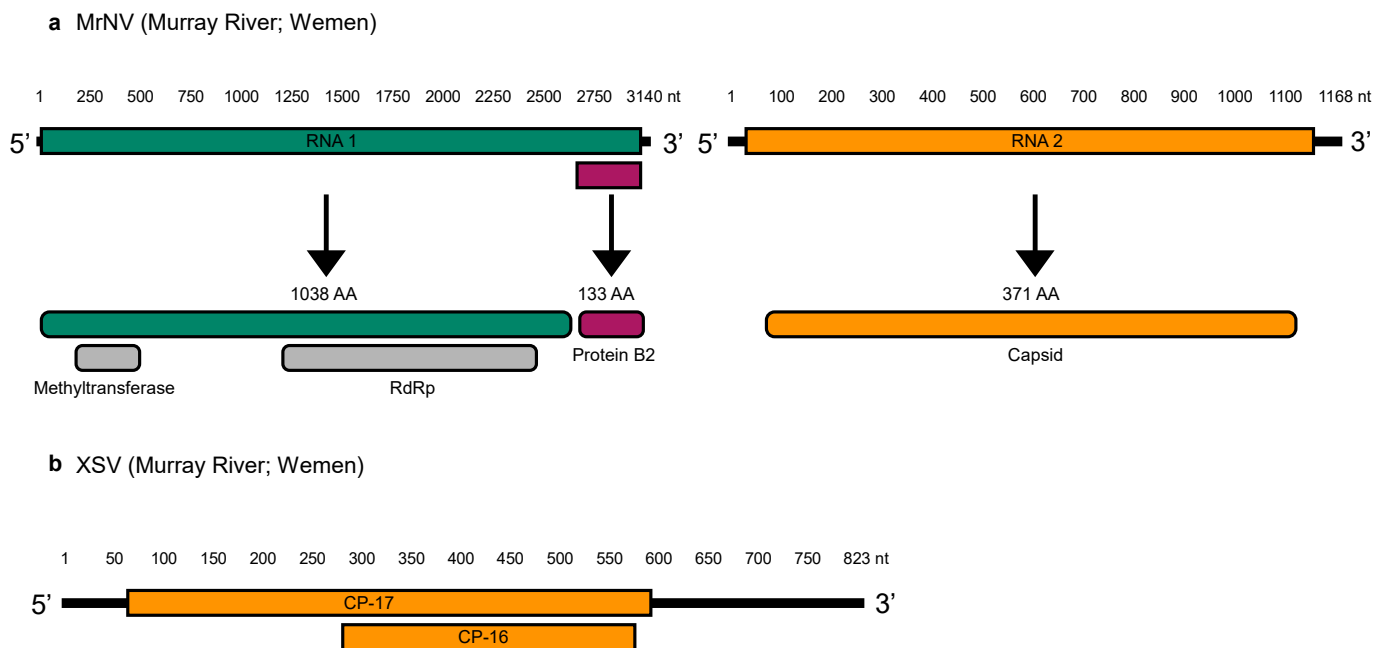 a MrNV (Murray River; Wemen)
1 250 500 750 1000 1250 1500 1750 2000 2250 2500 2750 3140 nt
1 100 200 300 400 500 600 700 800 900 1000 1100 1168 nt
5’ RNA 1 3’
5’ RNA 2 3’
1038 AA
133 AA
371 AA
Protein B2
Capsid
Methyltransferase
RdRp
b XSV (Murray River; Wemen)
1 50 100 150 200 250 300 350 400 450 500 550 600 650 700 750 823 nt
5’ CP-17 3’
CP-16